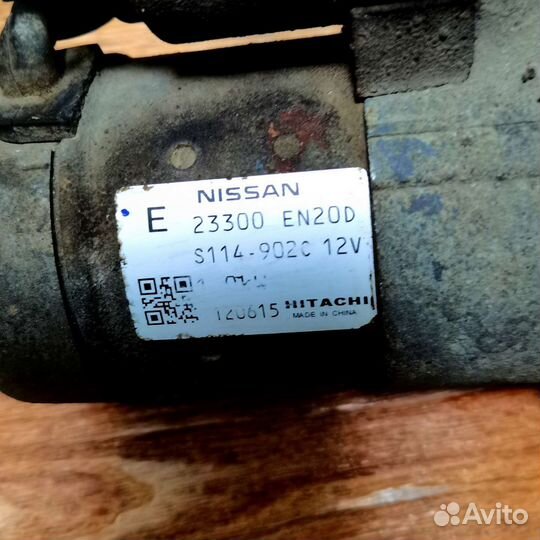 NISSAN
E 23300 EN20D
S114-902C 12V
120615 HITACHI
MADE IN CHINA
Avito